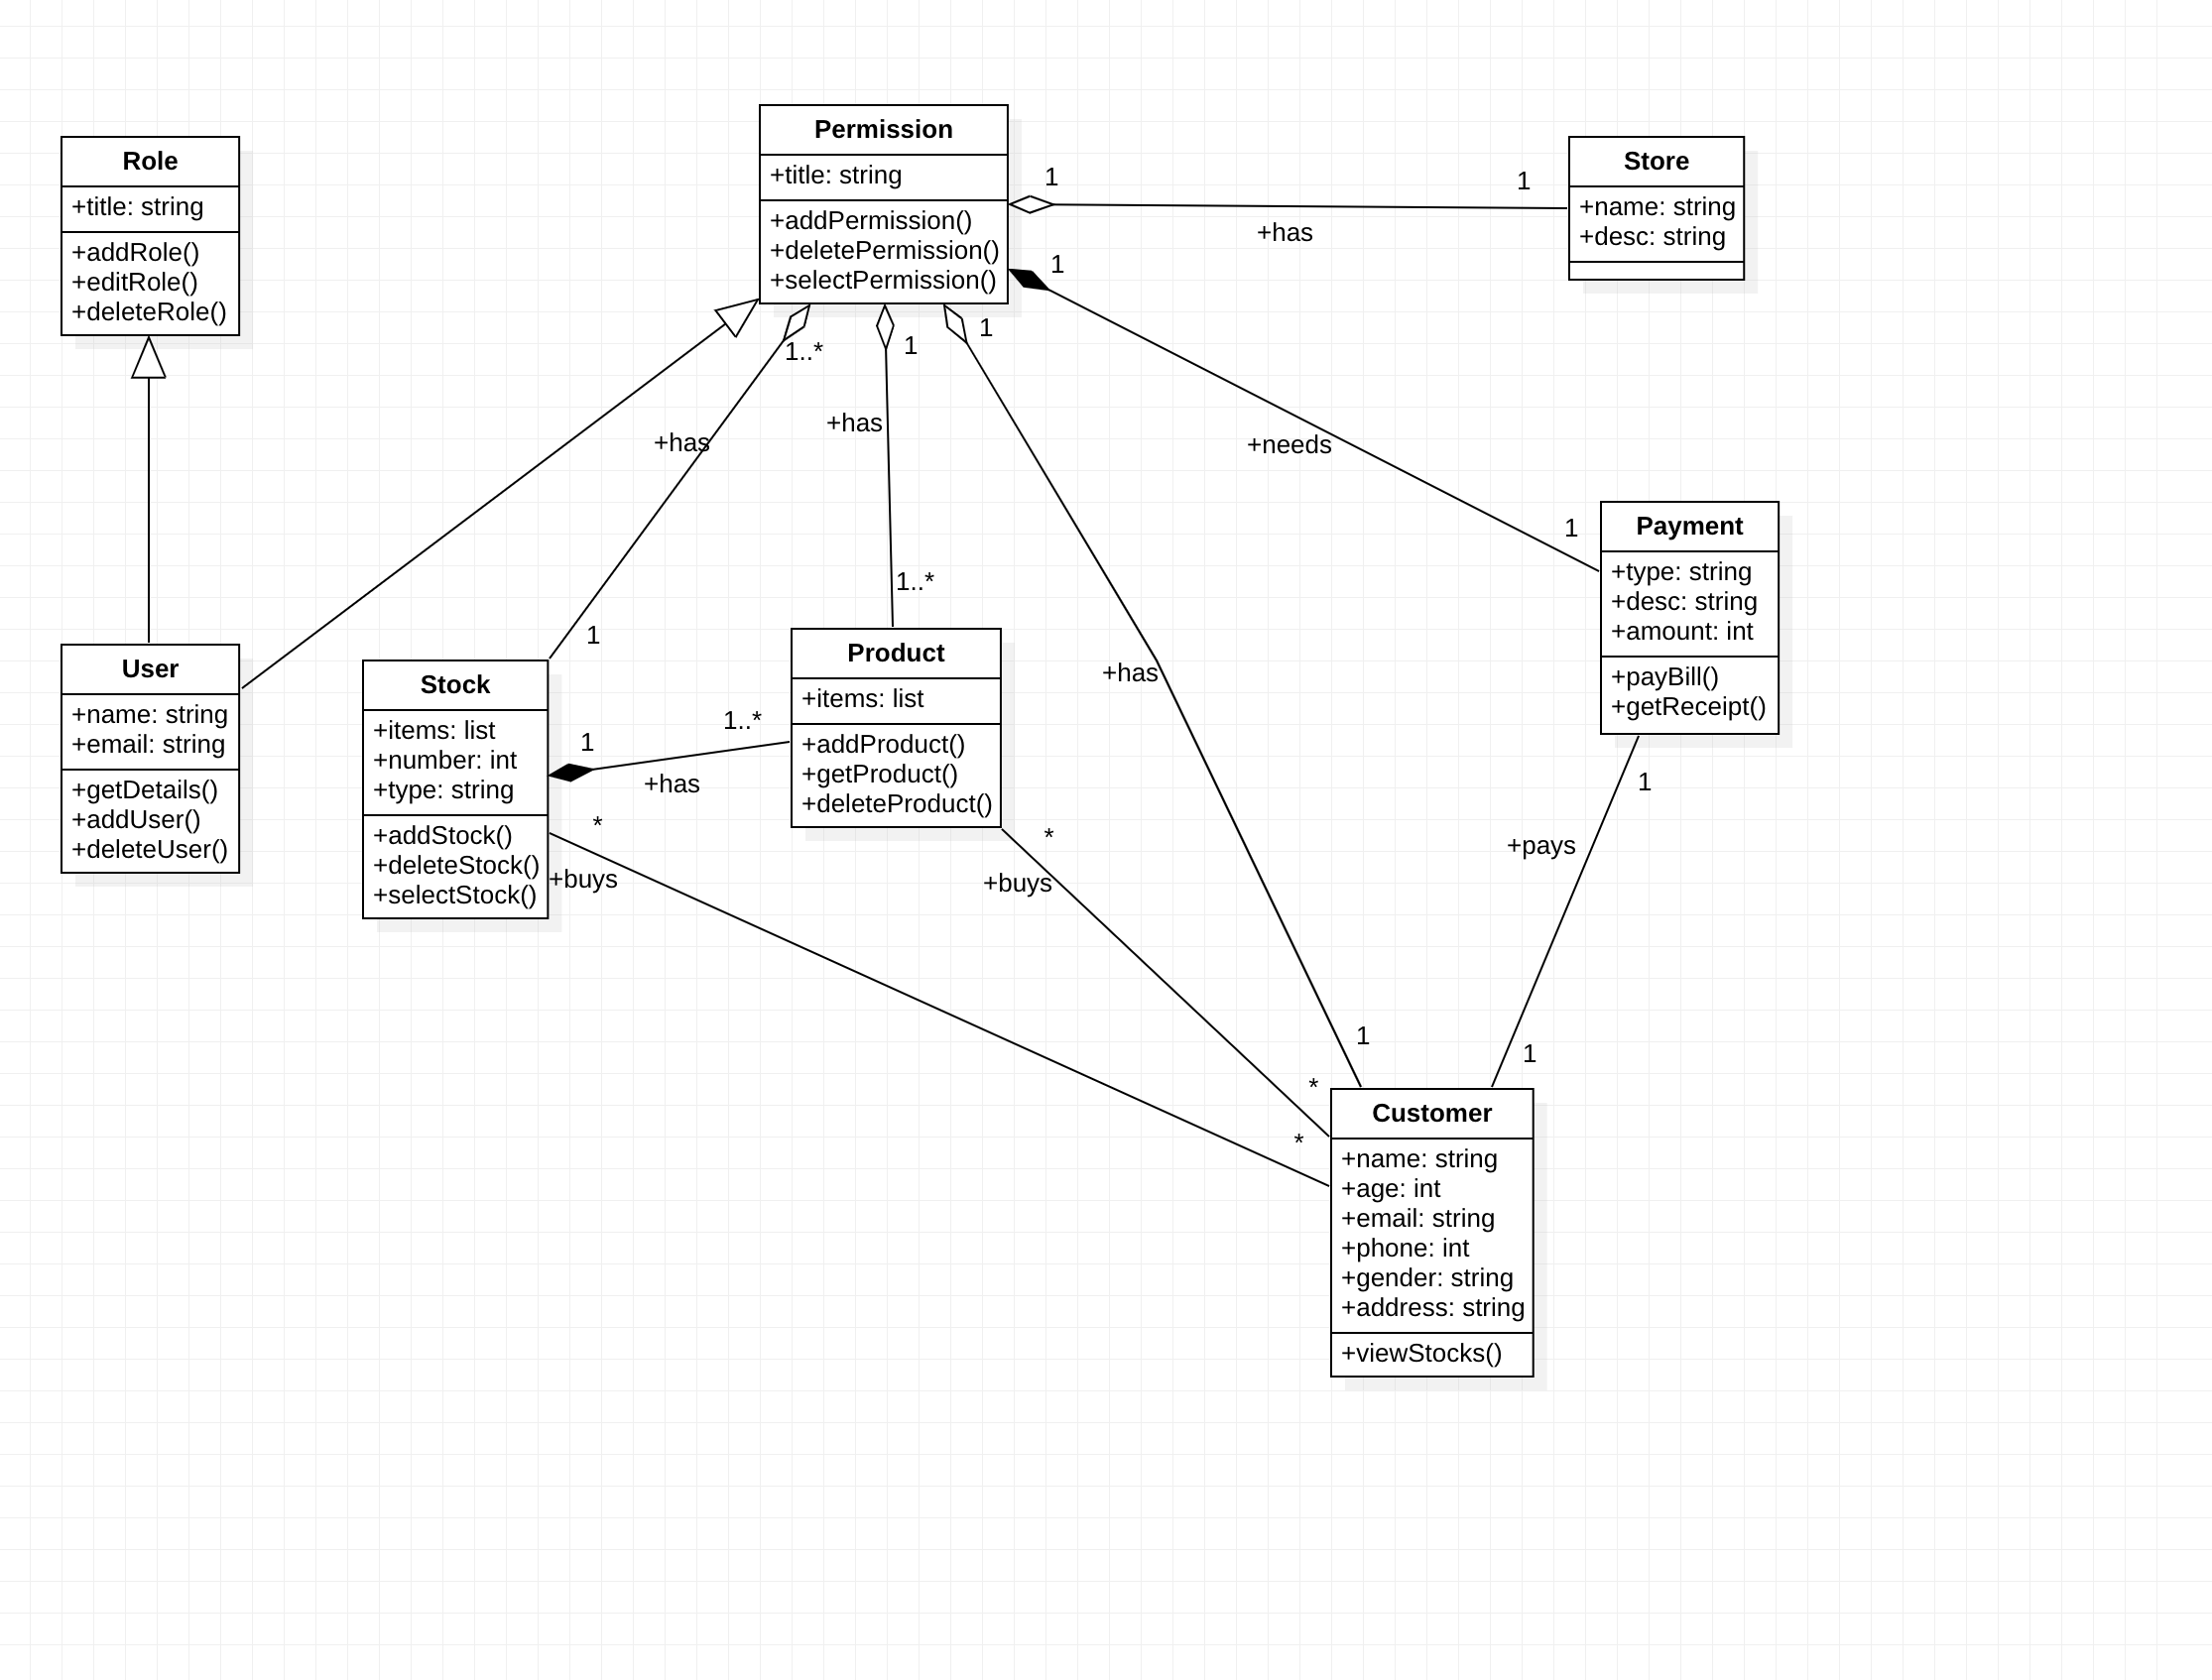 Role
+title: string
+addRole()
+editRole()
+deleteRole()
Permission
+title: string
+addPermission()
+deletePermission()
+selectPermission()
1
1
+has
Store
+name: string
+desc: string
1
1..*
1
1
+has
+has
+needs
1
1..*
1
+has
Payment
+type: string
+desc: string
+amount: int
+payBill()
+getReceipt()
User
+name: string
+email: string
+getDetails()
+addUser()
+deleteUser()
Stock
+items: list
+number: int
+type: string
+addStock()
+deleteStock()
+selectStock()
1
1..*
+has
Product
+items: list
+addProduct()
+getProduct()
+deleteProduct()
*
+buys
*
+buys
1
+pays
1
1
*
*
Customer
+name: string
+age: int
+email: string
+phone: int
+gender: string
+address: string
+viewStocks()